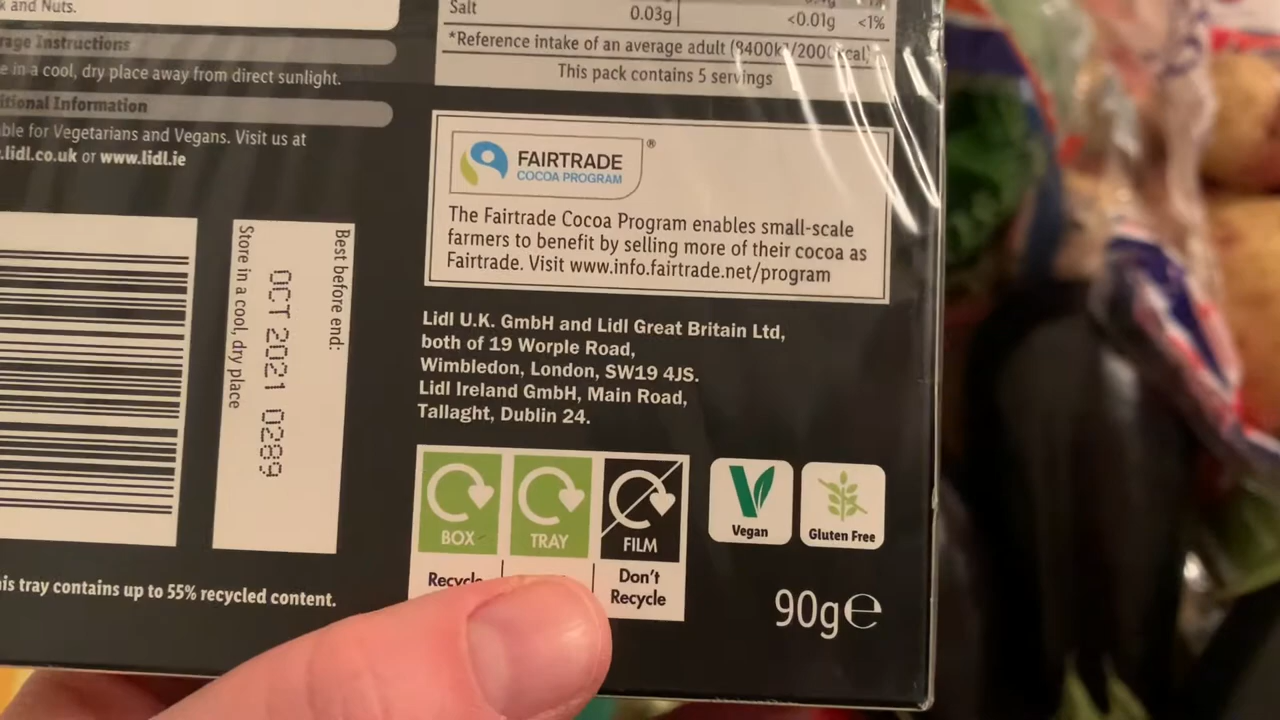 k and Nuts.
rage Instructions
e in a cool, dry place away from direct sunlight.
itional Information
ble for Vegetarians and Vegans. Visit us at
.lidl.co.uk or www.lidl.ie
Salt 0.03g <0.01g <1%
*Reference intake of an average adult (8400kJ/2000kcal)
This pack contains 5 servings
FAIRTRADE ®
COCOA PROGRAM
The Fairtrade Cocoa Program enables small-scale
farmers to benefit by selling more of their cocoa as
Fairtrade. Visit www.info.fairtrade.net/program
Best before end:
OCT 2021 0289
Store in a cool, dry place
Lidl U.K. GmbH and Lidl Great Britain Ltd,
both of 19 Worple Road,
Wimbledon, London, SW19 4JS.
Lidl Ireland GmbH, Main Road,
Tallaght, Dublin 24.
BOX TRAY FILM
Recycle
Don't
Recycle
Vegan
Gluten Free
his tray contains up to 55% recycled content.
90g℮